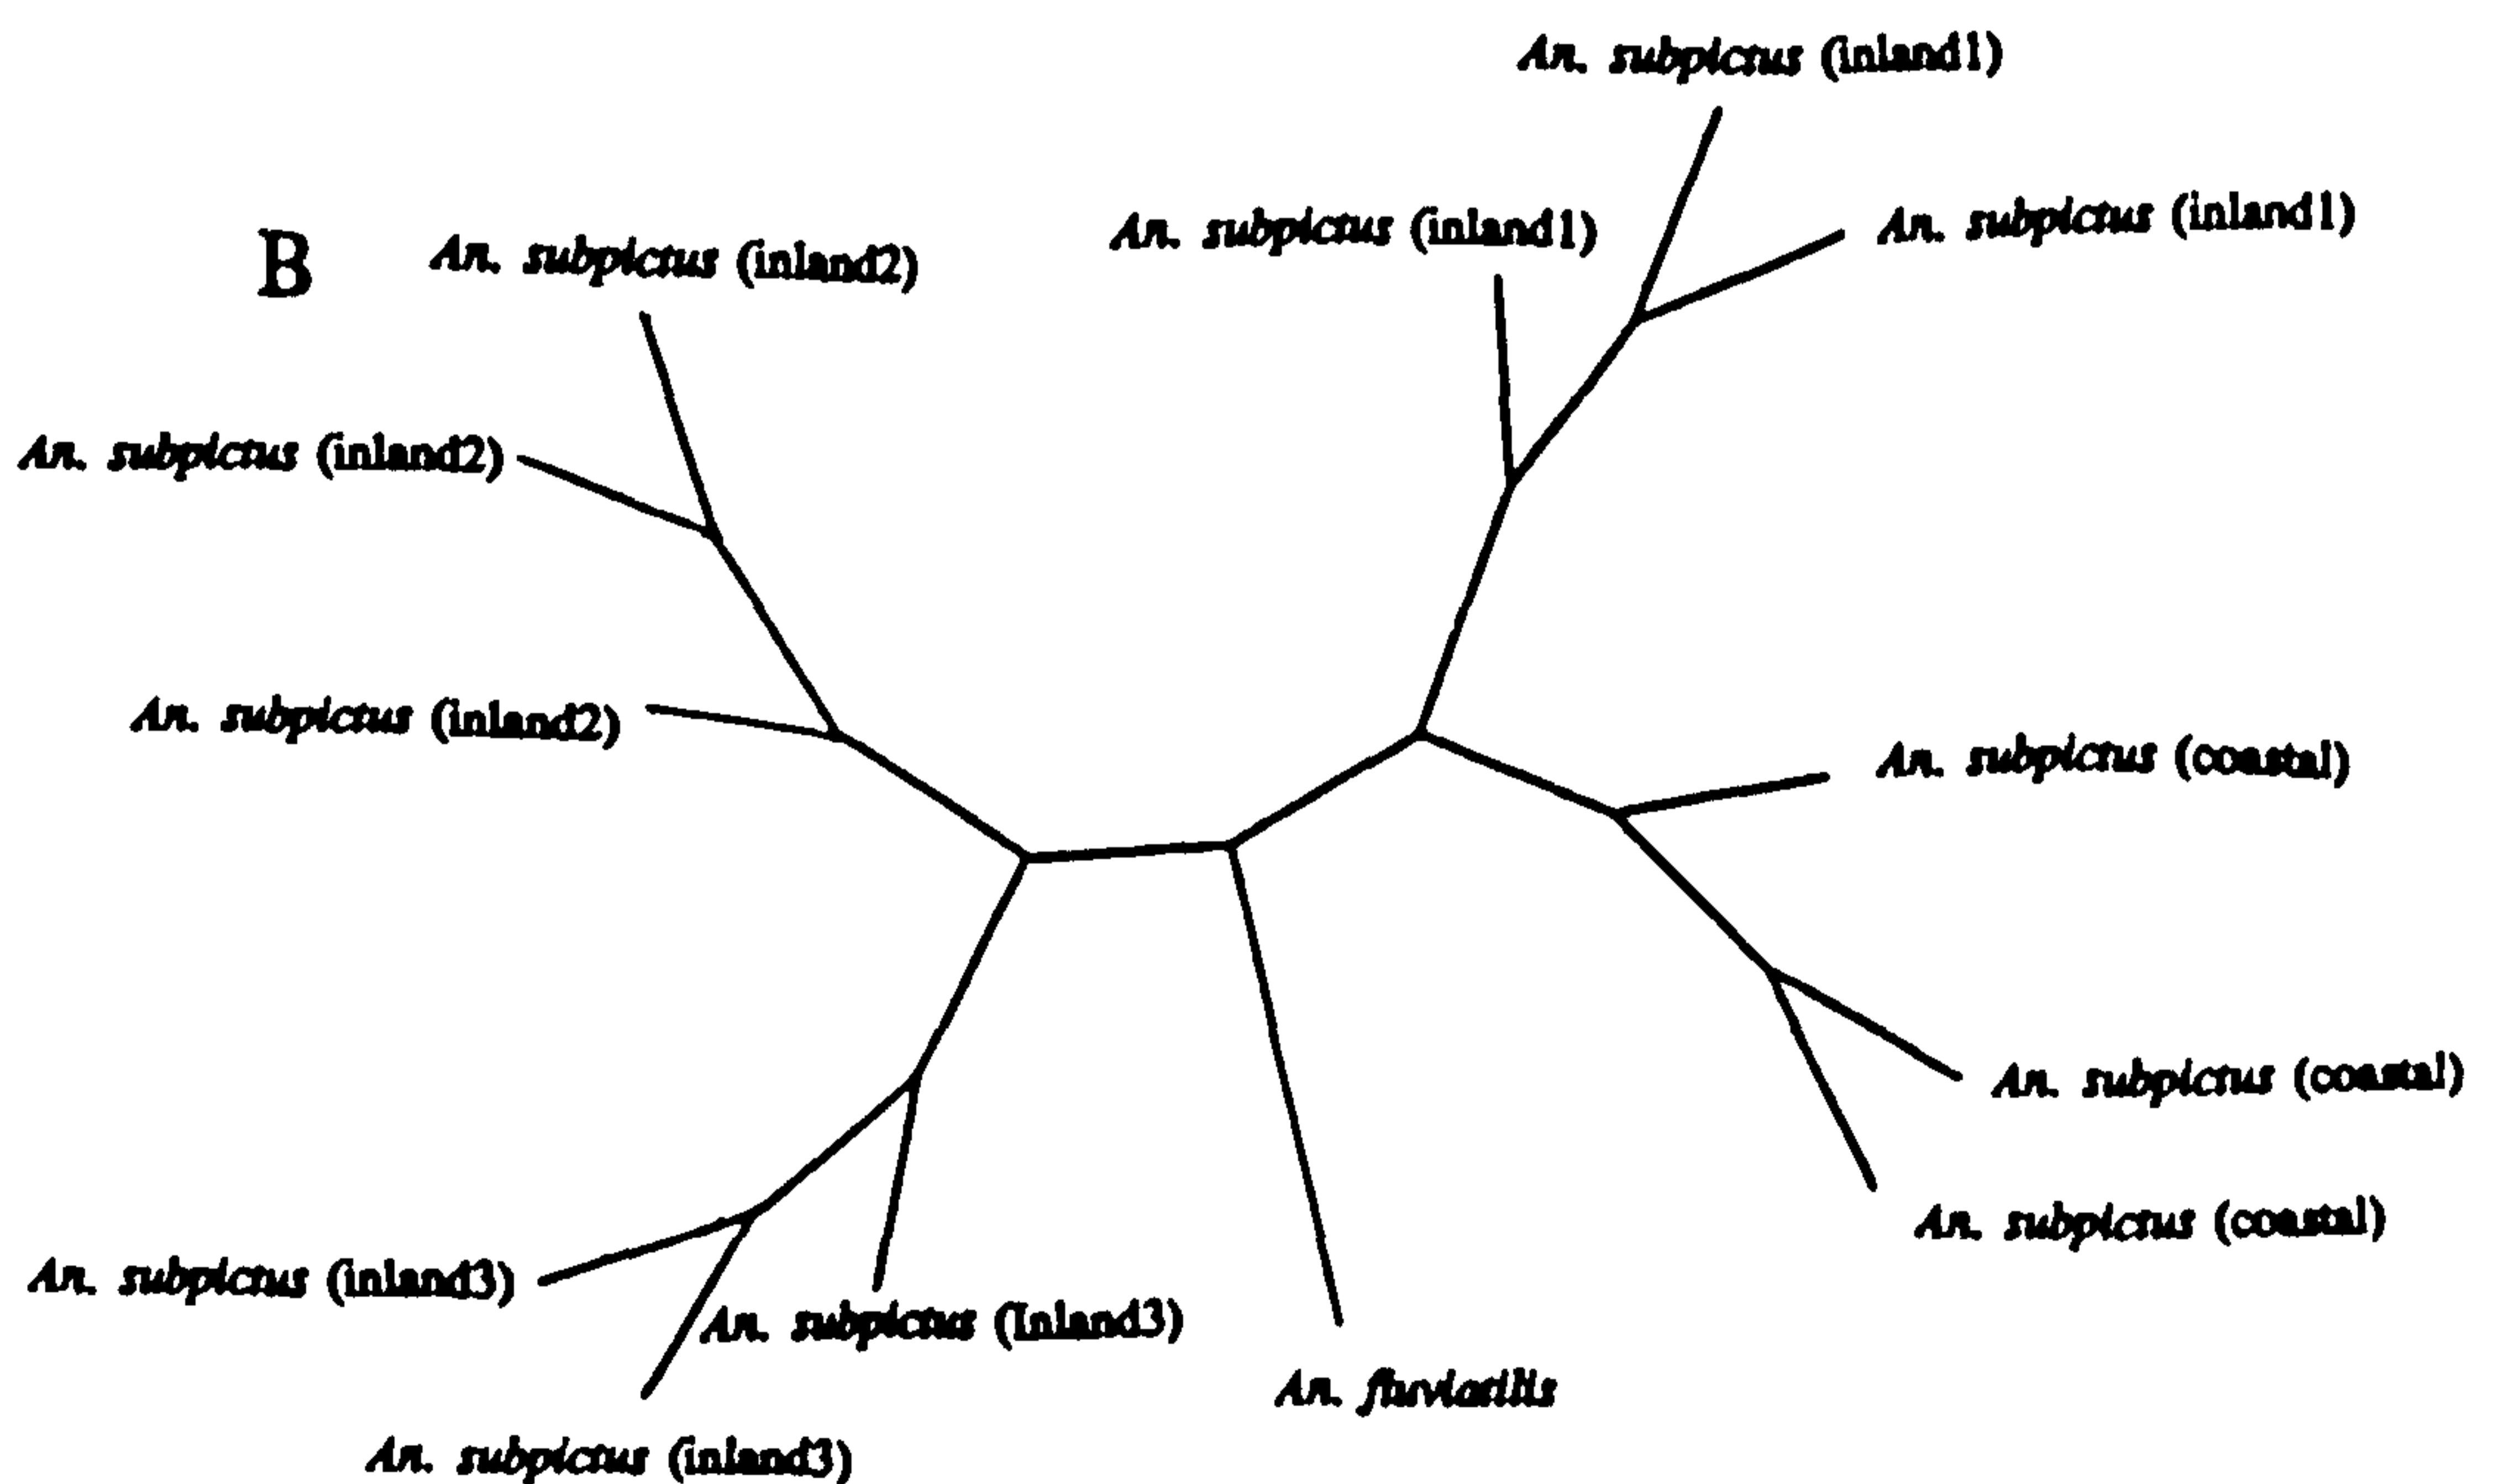 An. subpictus (inland1)
An. subpictus (inland1)
An. subpictus (inland1)
B
An. subpictus (inland2)
An. subpictus (inland2)
An. subpictus (inland2)
An. subpictus (coastal)
An. subpictus (coastal)
An. subpictus (coastal)
An. subpictus (inland3)
An. subpictus (Inland3)
An. fluviatilis
An. subpictus (inland3)